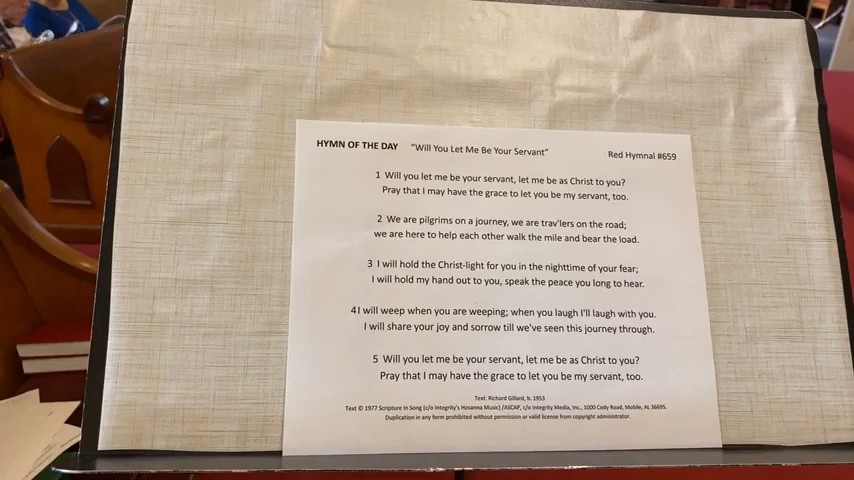 HYMN OF THE DAY "Will You Let Me Be Your Servant" Red Hymnal #659
1 Will you let me be your servant, let me be as Christ to you?
Pray that I may have the grace to let you be my servant, too.
2 We are pilgrims on a journey, we are trav'lers on the road;
we are here to help each other walk the mile and bear the load.
3 I will hold the Christ-light for you in the nighttime of your fear;
I will hold my hand out to you, speak the peace you long to hear.
4I will weep when you are weeping; when you laugh I'll laugh with you.
I will share your joy and sorrow till we've seen this journey through.
5 Will you let me be your servant, let me be as Christ to you?
Pray that I may have the grace to let you be my servant, too.
Text: Richard Gillard, b. 1953
Text © 1977 Scripture In Song (c/o Integrity's Hosanna Music) /ASCAP, c/o Integrity Media, Inc., 1000 Cody Road, Mobile, AL 36695.
Duplication in any form prohibited without permission or valid license from copyright administrator.